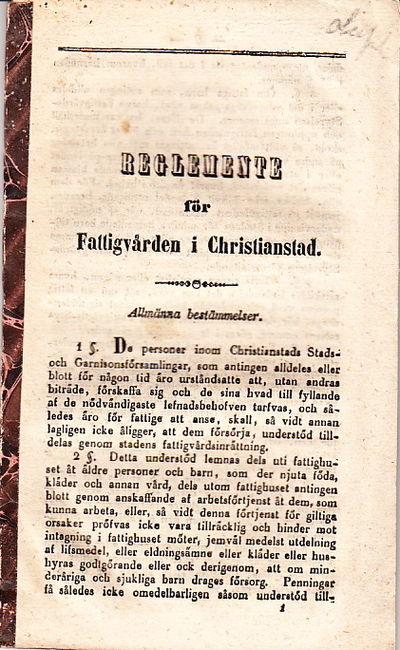 REGLEMENTE
för
Fattigvården i Christianstad.
Allmänna bestämmelser.
1 §. De personer inom Christianstads Stads-
och Garnisonsförsamlingar, som antingen alldeles eller
blott för någon tid äro urståndsatte att, utan andras
biträde, förskaffa sig och de sina hvad till fyllande
af de nödvändigaste lefnadsbehofven tarfvas, och så-
ledes äro för fattige att anse, skall, så vidt annan
lagligen icke åligger, att dem försörja, understöd till-
delas genom stadens fattigvårdsinrättning.
2 §. Detta understöd lemnas dels uti fattighu-
set åt äldre personer och barn, som der njuta föda,
kläder och annan vård, dels utom fattighuset antingen
blott genom anskaffande af arbetsförtjenst åt dem, som
kunna arbeta, eller, så vidt denna förtjenst för giltiga
orsaker pröfvas icke vara tillräcklig och hinder mot
intagning i fattighuset möter, jemväl medelst utdelning
af lifsmedel, eller eldningsämne eller kläder eller hus-
hyras godtgörande eller ock derigenom, att om min-
deråriga och sjukliga barn drages försorg. Penningar
få således icke omedelbarligen såsom understöd till-
1